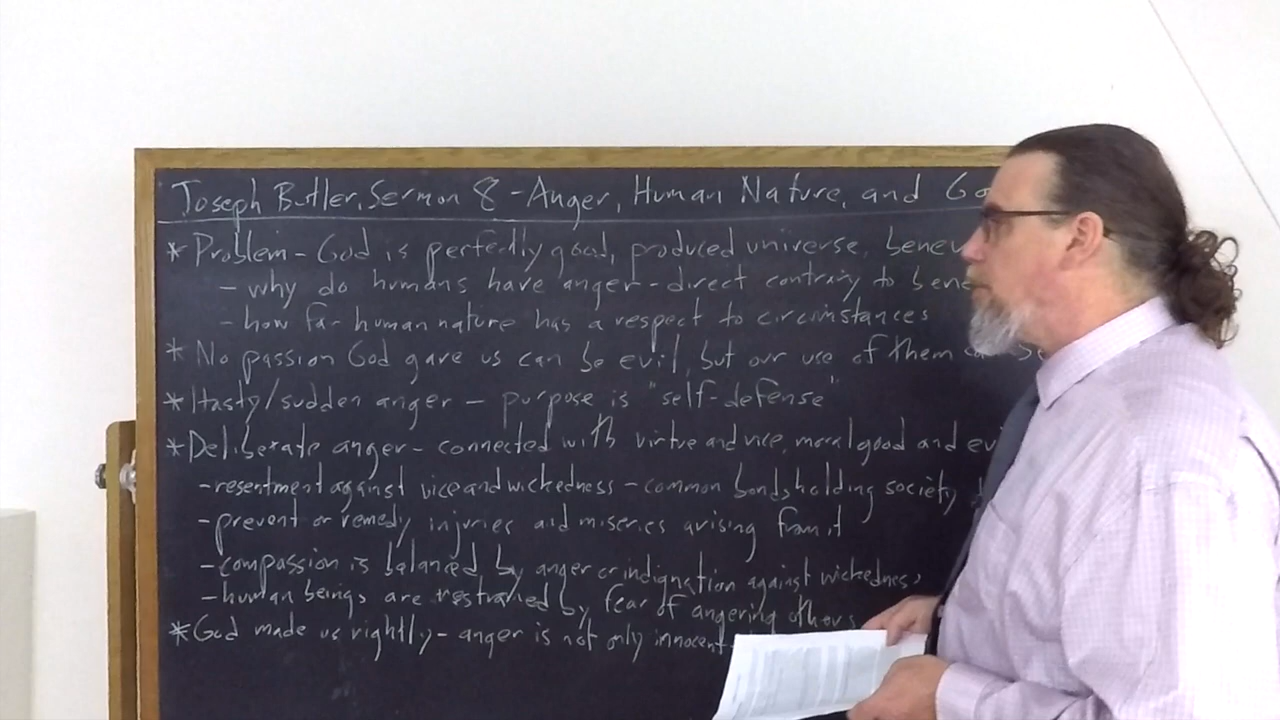 Joseph Butler, Sermon 8 - Anger, Human Nature, and Go
* Problem - God is perfectly good, produced universe, benev
- why do humans have anger - direct contrary to bene
- how far human nature has a respect to circumstances
* No passion God gave us can be evil, but our use of them
* Hasty/sudden anger - purpose is "self-defense"
* Deliberate anger - connected with virtue and vice, moral good and evi
- resentment against vice and wickedness - common bonds holding society
- prevent or remedy injuries and miseries arising from it
- compassion is balanced by anger or indignation against wickedness,
- human beings are restrained by fear of angering others
* God made us rightly - anger is not only innocent